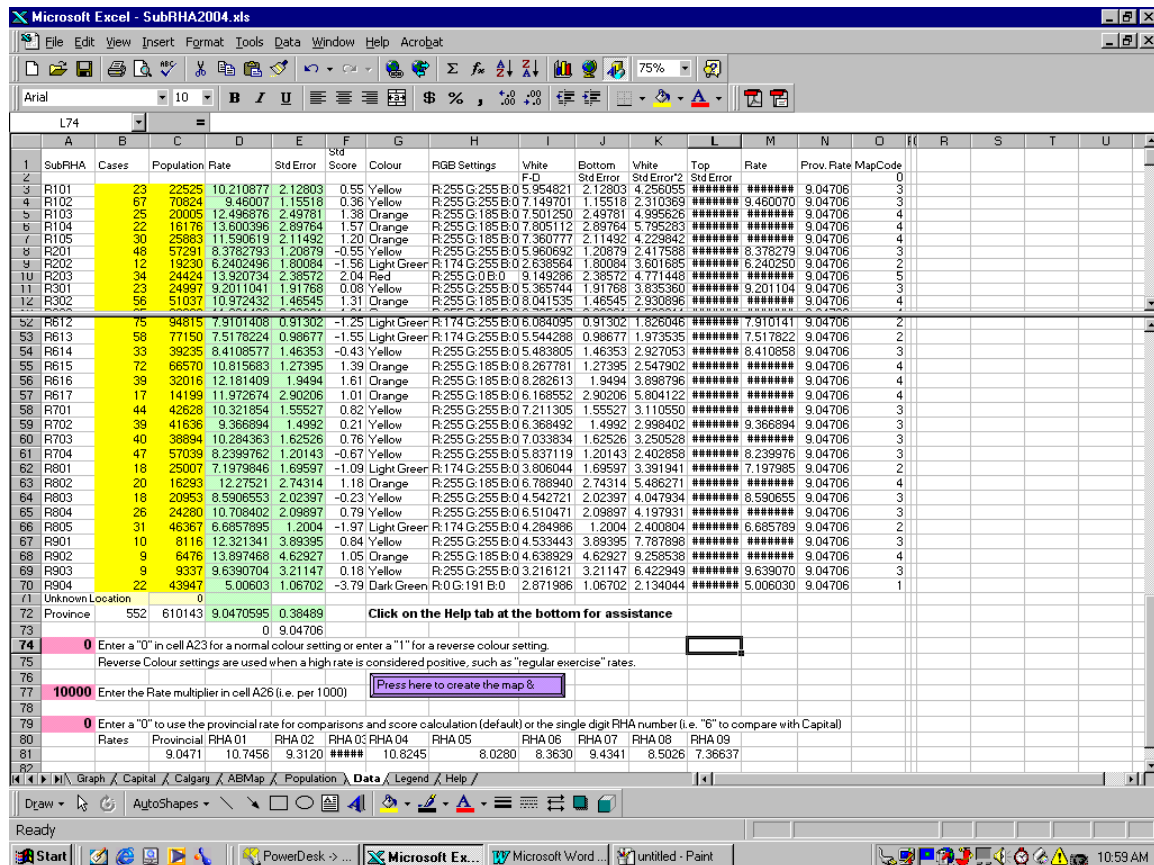 Microsoft Excel - SubRHA2004.xls
File Edit View Insert Format Tools Data Window Help Acrobat
75%
Arial 10 B I U $ % ,
L74 =
A B C D E F G H I J K L M N O R S T U
1 SubRHA Cases Population Rate Std Error Std Score Colour RGB Settings White Bottom White Top Rate Prov. Rate MapCode
2 F-D Std Error Std Error*2 Std Error 0
3 R101 23 22525 10.210877 2.12803 0.55 Yellow R:255 G:255 B:0 5.954821 2.12803 4.256055 ####### ####### 9.04706 3
4 R102 67 70824 9.46007 1.15518 0.36 Yellow R:255 G:255 B:0 7.149701 1.15518 2.310369 ####### 9.460070 9.04706 3
5 R103 25 20005 12.496876 2.49781 1.38 Orange R:255 G:185 B:0 7.501250 2.49781 4.995626 ####### ####### 9.04706 4
6 R104 22 16176 13.600396 2.89764 1.57 Orange R:255 G:185 B:0 7.805112 2.89764 5.795283 ####### ####### 9.04706 4
7 R105 30 25883 11.590619 2.11492 1.20 Orange R:255 G:185 B:0 7.360777 2.11492 4.229842 ####### ####### 9.04706 4
8 R201 48 57291 8.3782793 1.20879 -0.55 Yellow R:255 G:255 B:0 5.960692 1.20879 2.417588 ####### 8.378279 9.04706 3
9 R202 12 19230 6.2402496 1.80084 -1.56 Light Green R:174 G:255 B:0 2.638564 1.80084 3.601685 ####### 6.240250 9.04706 2
10 R203 34 24424 13.920734 2.38572 2.04 Red R:255 G:0 B:0 9.149286 2.38572 4.771448 ####### ####### 9.04706 5
11 R301 23 24997 9.2011041 1.91768 0.08 Yellow R:255 G:255 B:0 5.365744 1.91768 3.835360 ####### 9.201104 9.04706 3
12 R302 56 51037 10.972432 1.46545 1.31 Orange R:255 G:185 B:0 8.041535 1.46545 2.930896 ####### ####### 9.04706 4
52 R612 75 94815 7.9101408 0.91302 -1.25 Light Green R:174 G:255 B:0 6.084095 0.91302 1.826046 ####### 7.910141 9.04706 2
53 R613 58 77150 7.5178224 0.98677 -1.55 Light Green R:174 G:255 B:0 5.544288 0.98677 1.973535 ####### 7.517822 9.04706 2
54 R614 33 39235 8.4108577 1.46353 -0.43 Yellow R:255 G:255 B:0 5.483805 1.46353 2.927053 ####### 8.410858 9.04706 3
55 R615 72 66570 10.815683 1.27395 1.39 Orange R:255 G:185 B:0 8.267781 1.27395 2.547902 ####### ####### 9.04706 4
56 R616 39 32016 12.181409 1.9494 1.61 Orange R:255 G:185 B:0 8.282613 1.9494 3.898796 ####### ####### 9.04706 4
57 R617 17 14199 11.972674 2.90206 1.01 Orange R:255 G:185 B:0 6.168552 2.90206 5.804122 ####### ####### 9.04706 4
58 R701 44 42628 10.321854 1.55527 0.82 Yellow R:255 G:255 B:0 7.211305 1.55527 3.110550 ####### ####### 9.04706 3
59 R702 39 41636 9.366894 1.4992 0.21 Yellow R:255 G:255 B:0 6.368492 1.4992 2.998402 ####### 9.366894 9.04706 3
60 R703 40 38894 10.284363 1.62526 0.76 Yellow R:255 G:255 B:0 7.033834 1.62526 3.250528 ####### ####### 9.04706 3
61 R704 47 57039 8.2399762 1.20143 -0.67 Yellow R:255 G:255 B:0 5.837119 1.20143 2.402858 ####### 8.239976 9.04706 3
62 R801 18 25007 7.1979846 1.69597 -1.09 Light Green R:174 G:255 B:0 3.806044 1.69597 3.391941 ####### 7.197985 9.04706 2
63 R802 20 16293 12.27521 2.74314 1.18 Orange R:255 G:185 B:0 6.788940 2.74314 5.486271 ####### ####### 9.04706 4
64 R803 18 20953 8.5906553 2.02397 -0.23 Yellow R:255 G:255 B:0 4.542721 2.02397 4.047934 ####### 8.590655 9.04706 3
65 R804 26 24280 10.708402 2.09897 0.79 Yellow R:255 G:255 B:0 6.510471 2.09897 4.197931 ####### ####### 9.04706 3
66 R805 31 46367 6.6857895 1.2004 -1.97 Light Green R:174 G:255 B:0 4.284986 1.2004 2.400804 ####### 6.685789 9.04706 2
67 R901 10 8116 12.321341 3.89395 0.84 Yellow R:255 G:255 B:0 4.533443 3.89395 7.787898 ####### ####### 9.04706 3
68 R902 9 6476 13.897468 4.62927 1.05 Orange R:255 G:185 B:0 4.638929 4.62927 9.258538 ####### ####### 9.04706 4
69 R903 9 9337 9.6390704 3.21147 0.18 Yellow R:255 G:255 B:0 3.216121 3.21147 6.422949 ####### 9.639070 9.04706 3
70 R904 22 43947 5.00603 1.06702 -3.79 Dark Green R:0 G:191 B:0 2.871986 1.06702 2.134044 ####### 5.006030 9.04706 1
71 Unknown Location 0
72 Province 552 610143 9.0470595 0.38489 Click on the Help tab at the bottom for assistance
73 0 9.04706
74 0 Enter a "0" in cell A23 for a normal colour setting or enter a "1" for a reverse colour setting.
75 Reverse Colour settings are used when a high rate is considered positive, such as "regular exercise" rates.
76 Press here to create the map &
77 10000 Enter the Rate multiplier in cell A26 (i.e. per 1000)
78
79 0 Enter a "0" to use the provincial rate for comparisons and score calculation (default) or the single digit RHA number (i.e. "6" to compare with Capital)
80 Rates Provincial RHA 01 RHA 02 RHA 03 RHA 04 RHA 05 RHA 06 RHA 07 RHA 08 RHA 09
81 9.0471 10.7456 9.3120 ##### 10.8245 8.0280 8.3630 9.4341 8.5026 7.36637
82
Graph Capital Calgary ABMap Population Data Legend Help
Draw AutoShapes
Ready
Start PowerDesk -> ... Microsoft Ex... Microsoft Word ... untitled - Paint 10:59 AM